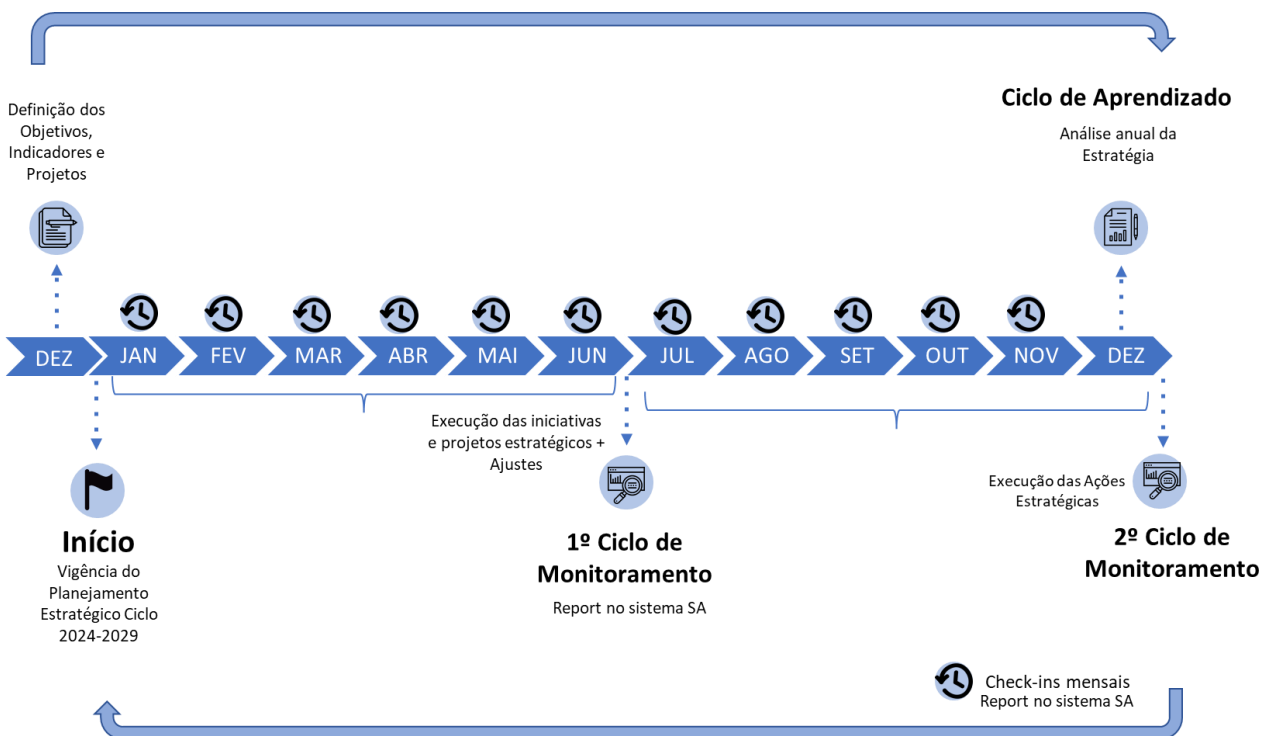 Definição dos
Objetivos,
Indicadores e
Projetos
Ciclo de Aprendizado
Análise anual da
Estratégia
DEZ
JAN
FEV
MAR
ABR
MAI
JUN
JUL
AGO
SET
OUT
NOV
DEZ
Execução das iniciativas
e projetos estratégicos +
Ajustes
Execução das Ações
Estratégicas
Início
Vigência do
Planejamento
Estratégico Ciclo
2024-2029
1º Ciclo de
Monitoramento
Report no sistema SA
2º Ciclo de
Monitoramento
Check-ins mensais
Report no sistema SA